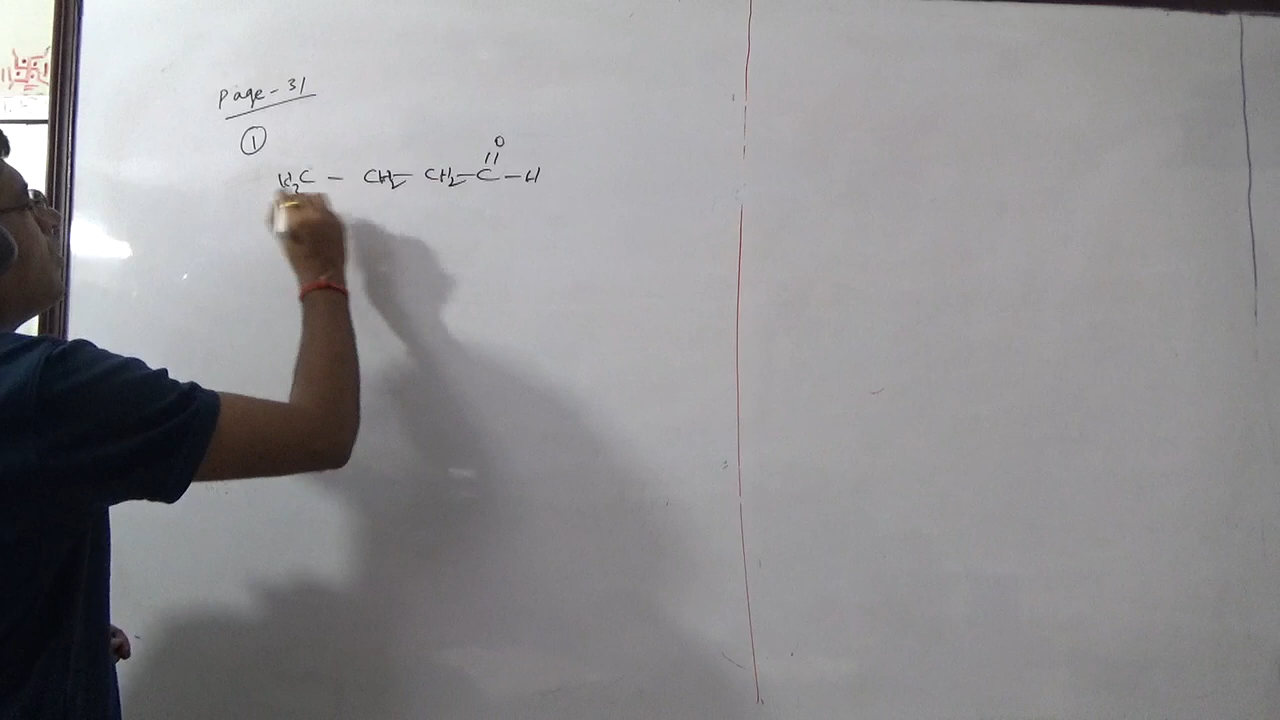 Page-31
①
O
||
H₃C - CH₂- CH₂-C-H